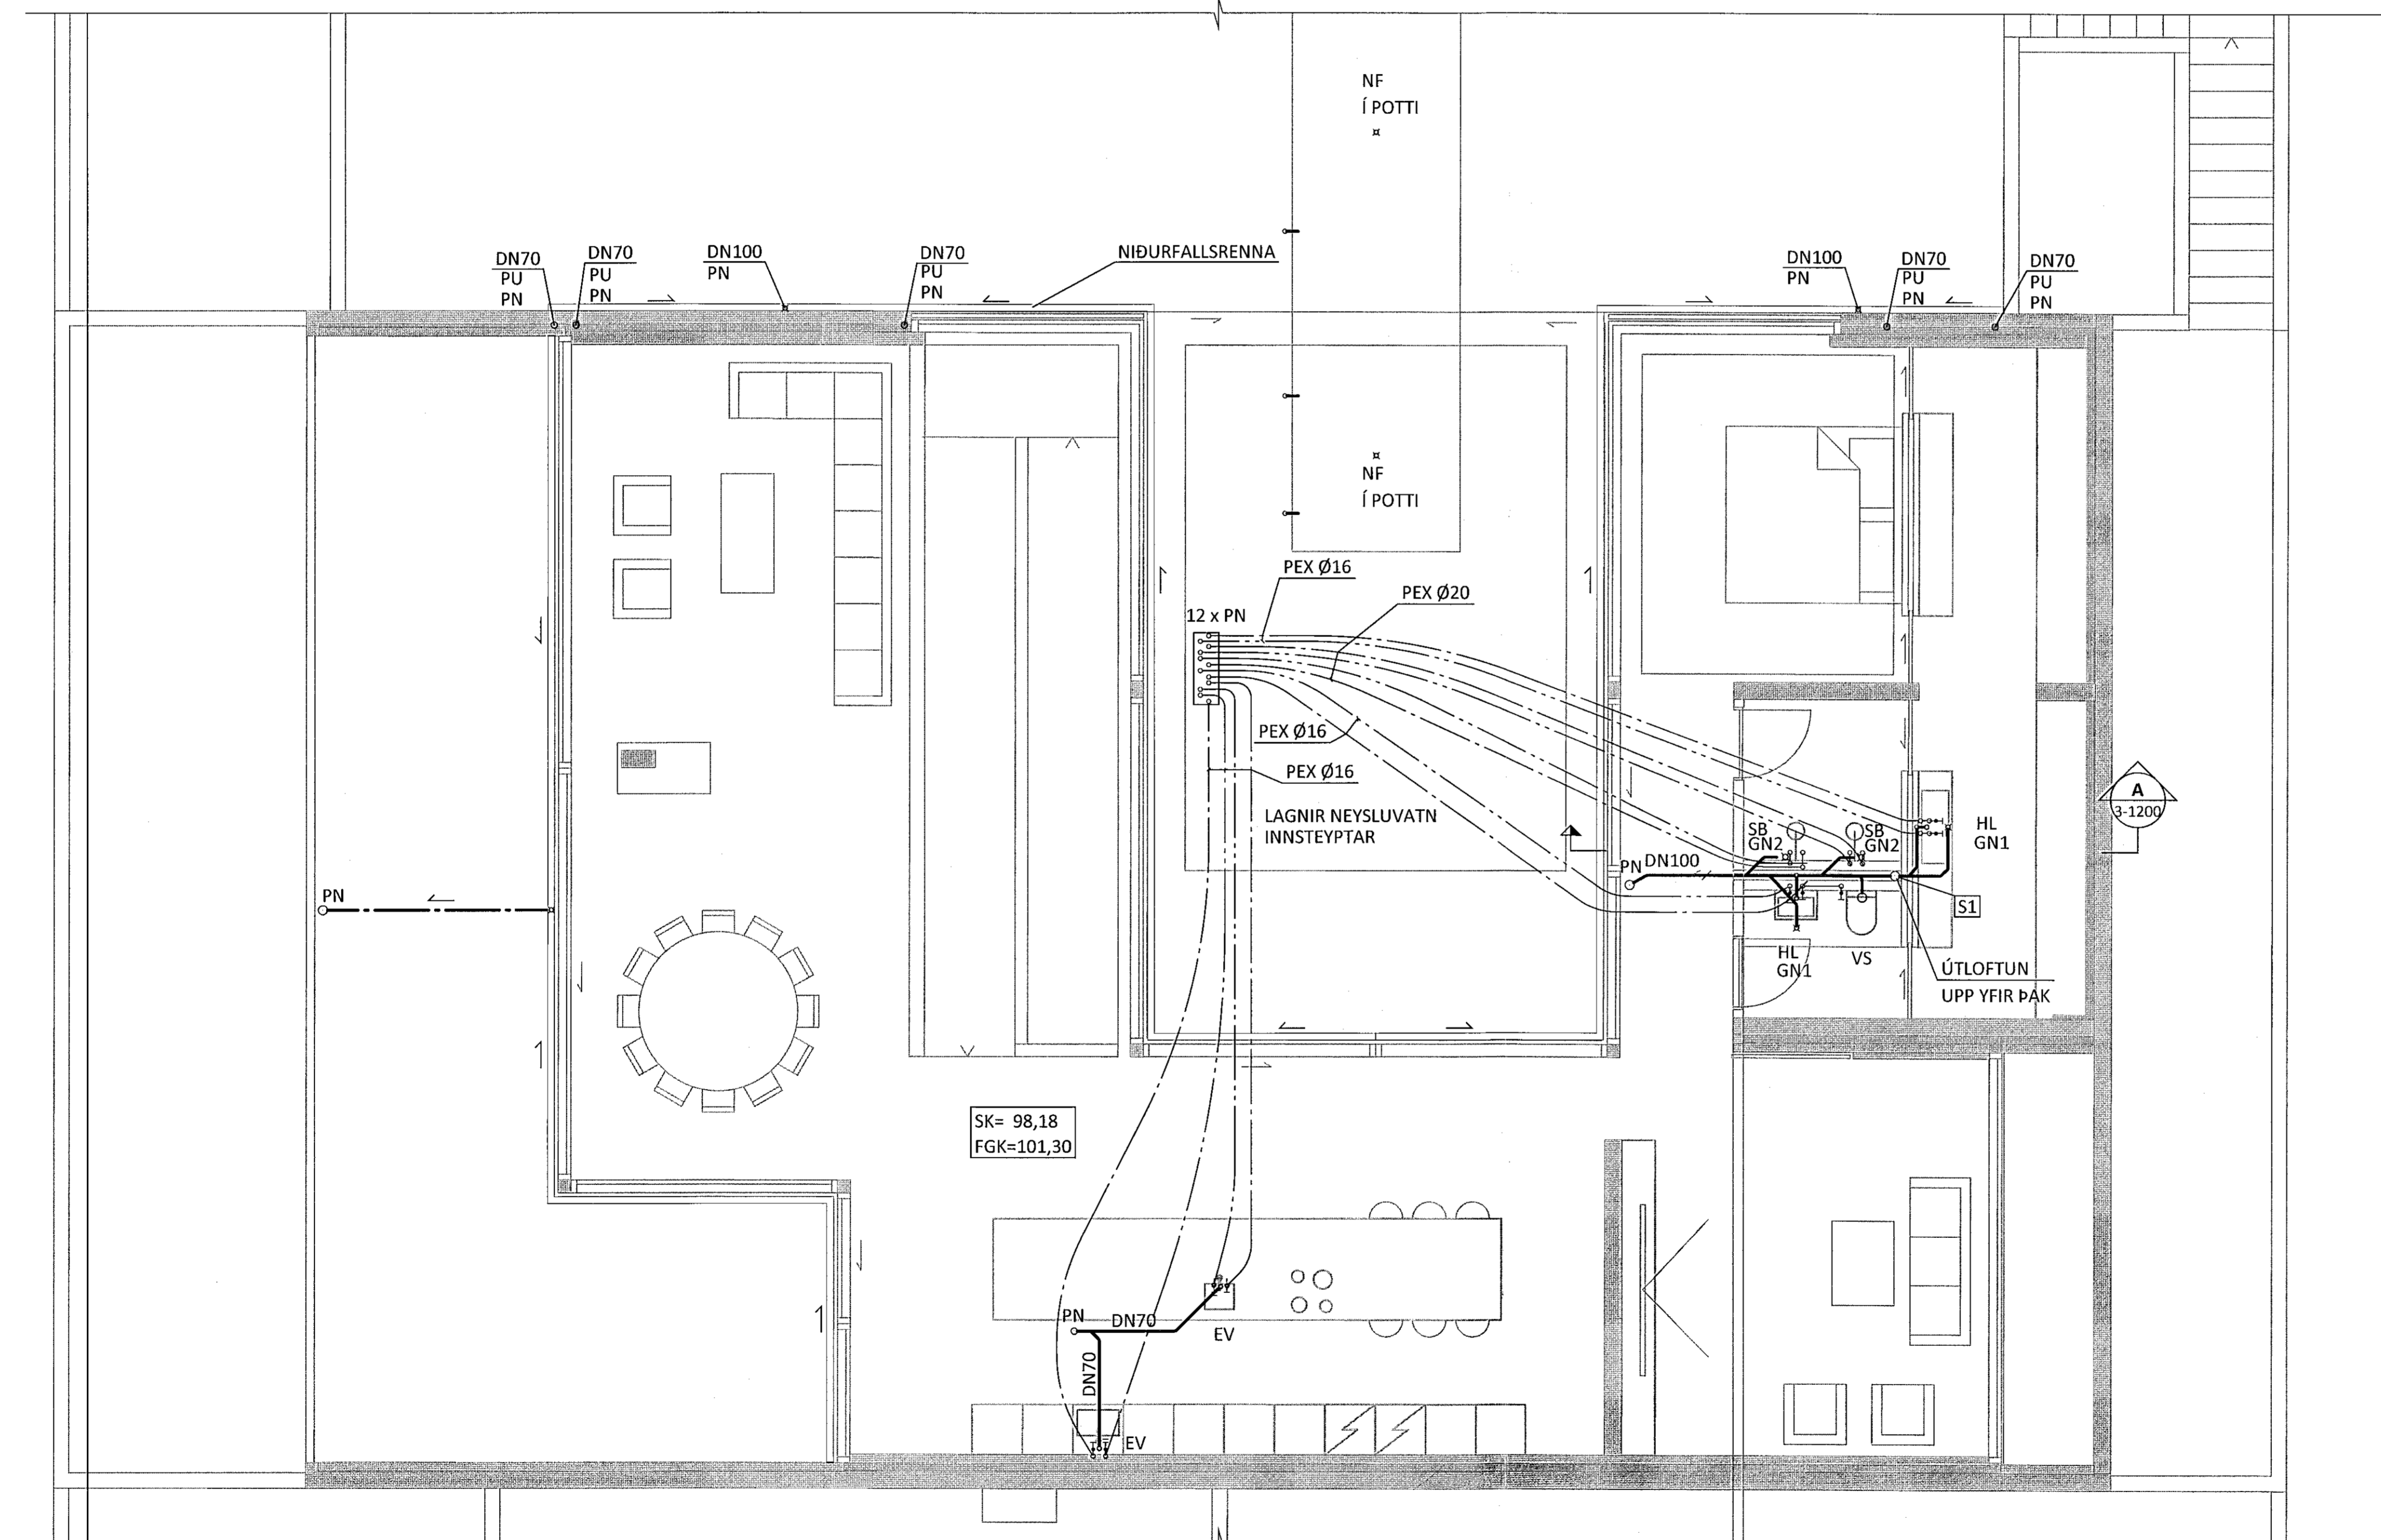 NF
Í POTTI
DN70
PU
PN
DN70
PU
PN
DN100
PN
DN70
PU
PN
NIÐURFALLSRENNA
DN100
PN
DN70
PU
PN
DN70
PU
PN
NF
Í POTTI
PEX Ø16
PEX Ø20
12 x PN
PEX Ø16
PEX Ø16
LAGNIR NEYSLUVATN
INNSTEYPTAR
A
3-1200
SB
GN2
SB
GN2
HL
GN1
PN DN100
PN
S1
HL
GN1
VS
ÚTLOFTUN
UPP YFIR ÞAK
SK= 98,18
FGK=101,30
PN
DN70
EV
DN70
EV